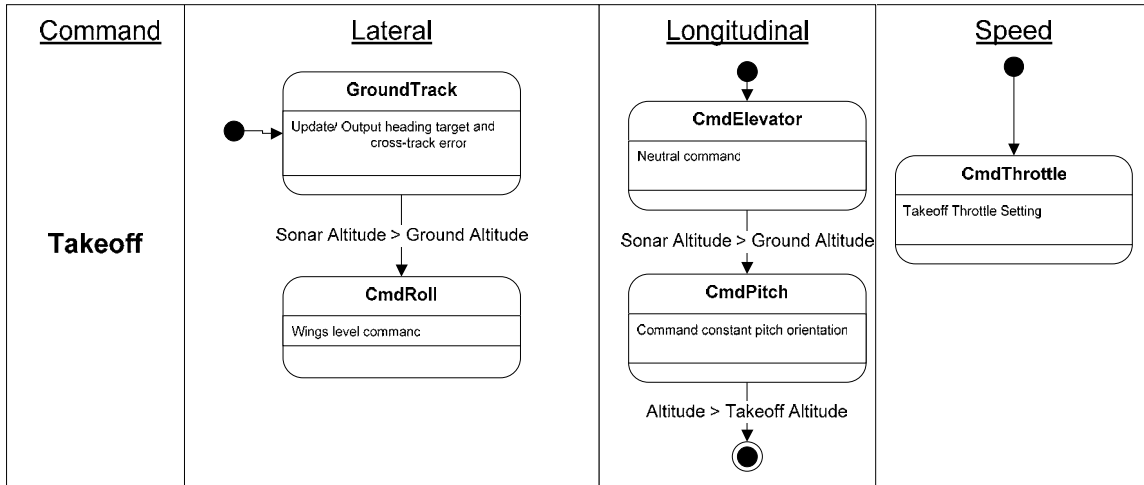 Command
Lateral
Longitudinal
Speed
Takeoff
GroundTrack
Update/ Output heading target and
cross-track error
Sonar Altitude > Ground Altitude
CmdRoll
Wings level command
CmdElevator
Neutral command
Sonar Altitude > Ground Altitude
CmdPitch
Command constant pitch orientation
Altitude > Takeoff Altitude
CmdThrottle
Takeoff Throttle Setting